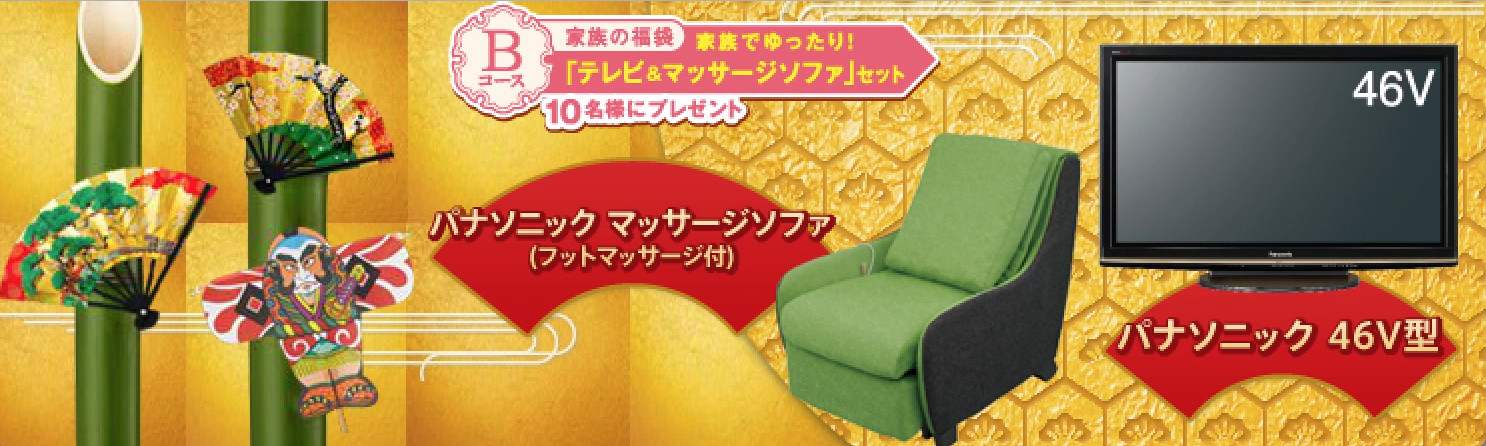 B
コース
家族の福袋
家族でゆったり!
「テレビ&マッサージソファ」セット
10名様にプレゼント
パナソニック マッサージソファ
(フットマッサージ付)
46V
Panasonic
パナソニック 46V型